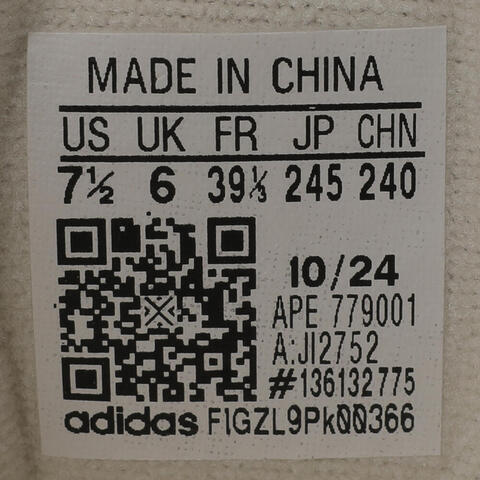 MADE IN CHINA
US UK FR JP CHN
7½ 6 39⅓ 245 240
10/24
APE 779001
A:JI2752
#136132775
adidas FIGZL9Pk00366